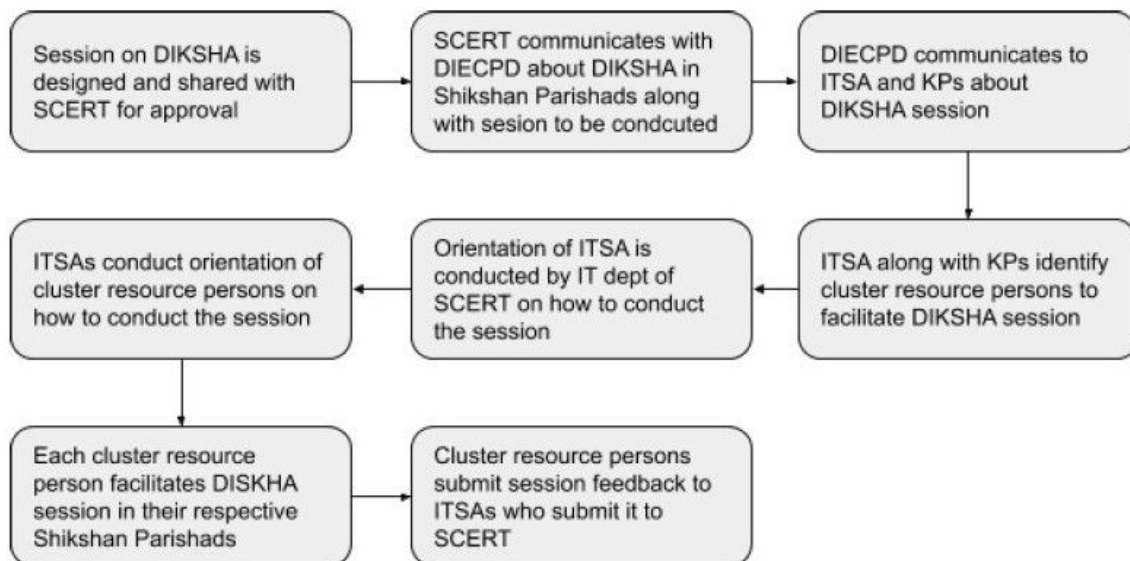 Session on DIKSHA is
designed and shared with
SCERT for approval
SCERT communicates with
DIECPD about DIKSHA in
Shikshan Parishads along
with sesion to be condcuted
DIECPD communicates to
ITSA and KPs about
DIKSHA session
ITSA along with KPs identify
cluster resource persons to
facilitate DIKSHA session
Orientation of ITSA is
conducted by IT dept of
SCERT on how to conduct
the session
ITSAs conduct orientation of
cluster resource persons on
how to conduct the session
Each cluster resource
person facilitates DISKHA
session in their respective
Shikshan Parishads
Cluster resource persons
submit session feedback to
ITSAs who submit it to
SCERT